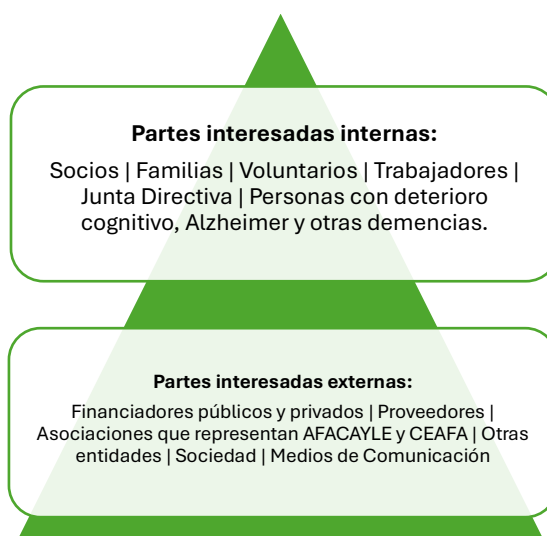 Partes interesadas internas:
Socios | Familias | Voluntarios | Trabajadores |
Junta Directiva | Personas con deterioro
cognitivo, Alzheimer y otras demencias.
Partes interesadas externas:
Financiadores públicos y privados | Proveedores |
Asociaciones que representan AFACAYLE y CEAFA | Otras
entidades | Sociedad | Medios de Comunicación